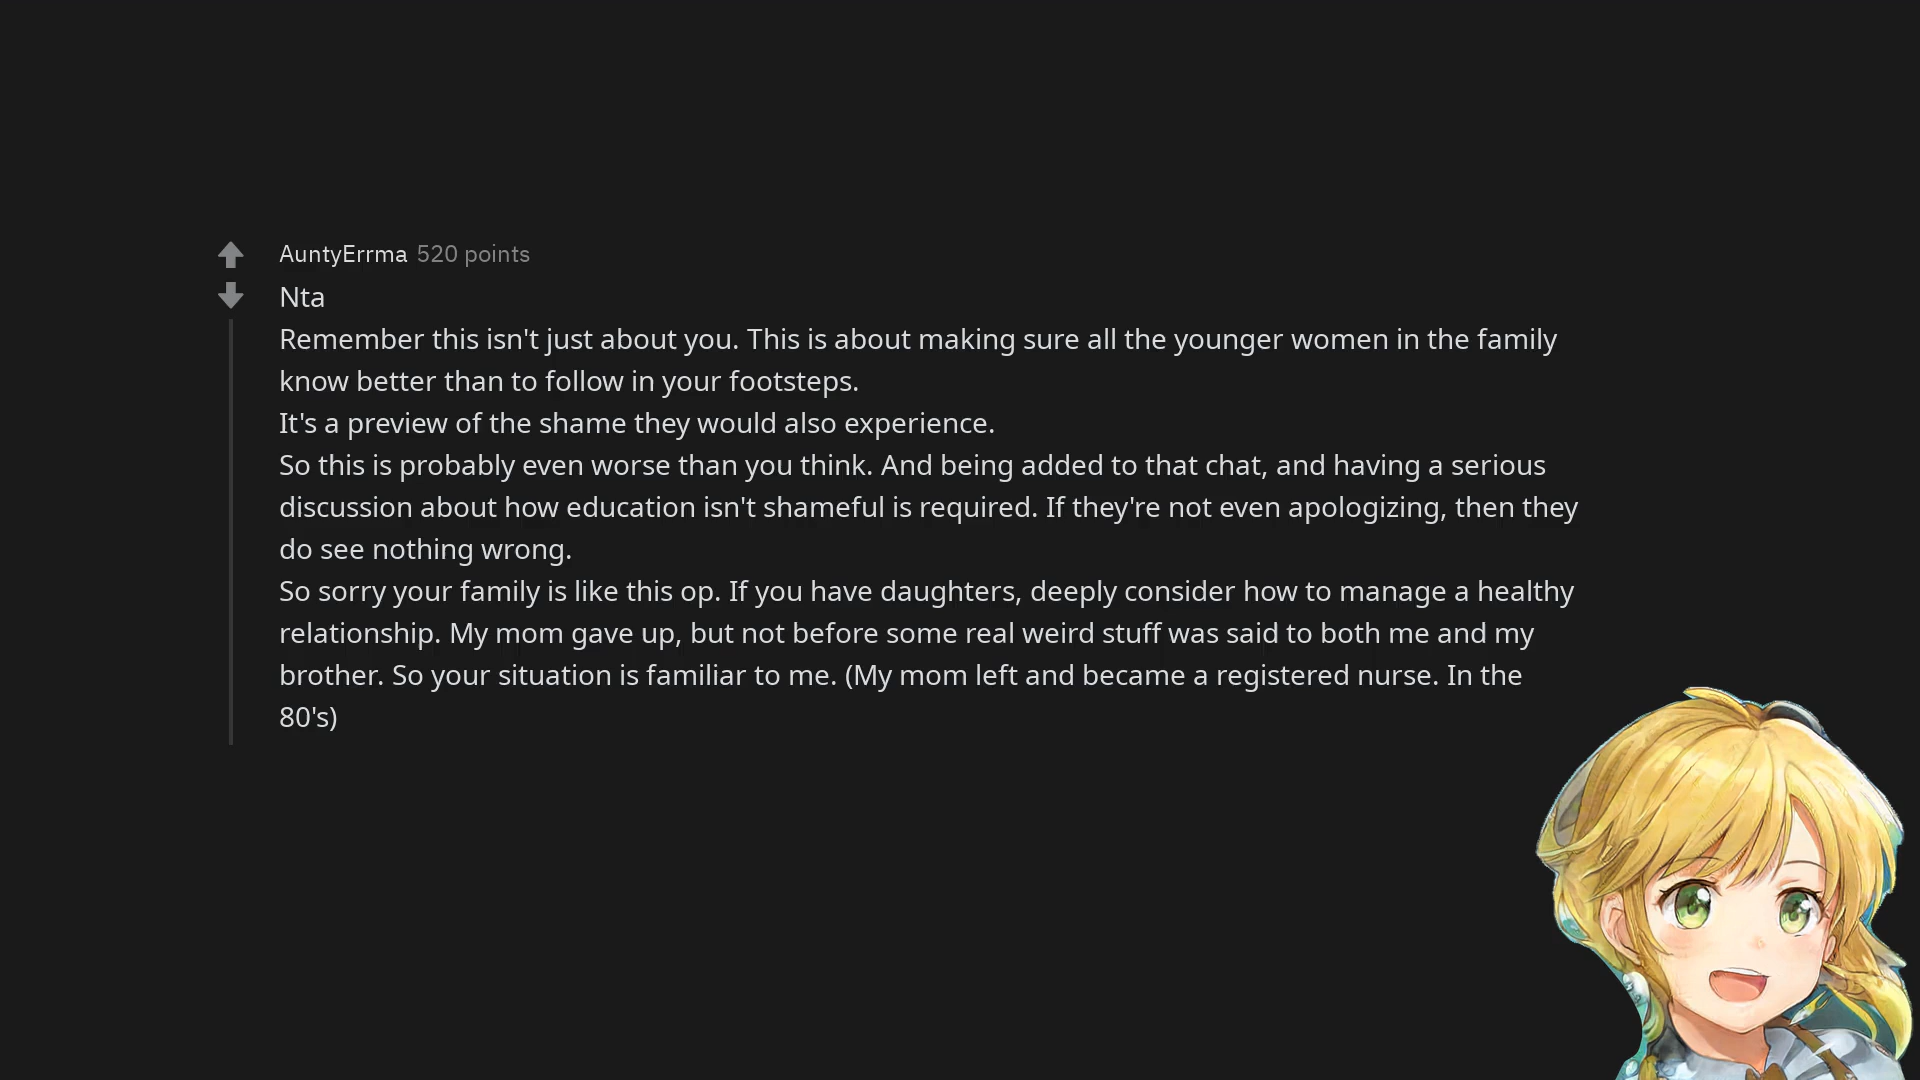 AuntyErrma 520 points
Nta
Remember this isn't just about you. This is about making sure all the younger women in the family
know better than to follow in your footsteps.
It's a preview of the shame they would also experience.
So this is probably even worse than you think. And being added to that chat, and having a serious
discussion about how education isn't shameful is required. If they're not even apologizing, then they
do see nothing wrong.
So sorry your family is like this op. If you have daughters, deeply consider how to manage a healthy
relationship. My mom gave up, but not before some real weird stuff was said to both me and my
brother. So your situation is familiar to me. (My mom left and became a registered nurse. In the
80's)